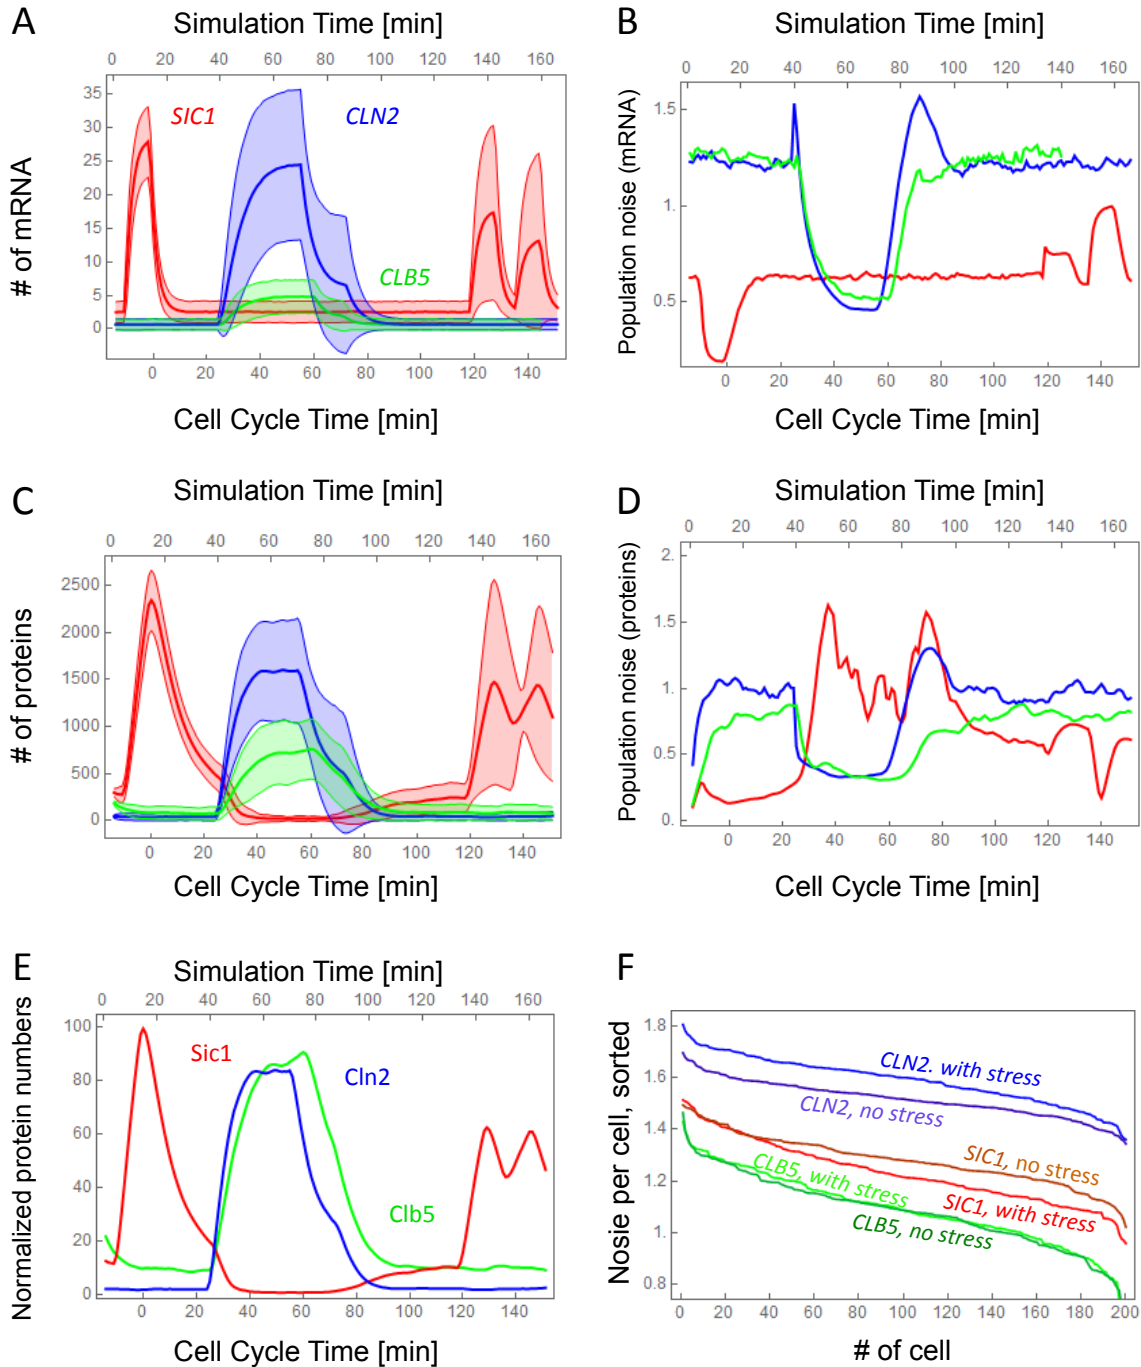 A
Simulation Time [min]
0 20 40 60 80 100 120 140 160
# of mRNA
35
30
25
20
15
10
5
0
SIC1
CLN2
CLB5
0 20 40 60 80 100 120 140
Cell Cycle Time [min]
B
Simulation Time [min]
0 20 40 60 80 100 120 140 160
Population noise (mRNA)
1.5
1.
0.5
0 20 40 60 80 100 120 140
Cell Cycle Time [min]
C
Simulation Time [min]
0 20 40 60 80 100 120 140 160
# of proteins
2500
2000
1500
1000
500
0
0 20 40 60 80 100 120 140
Cell Cycle Time [min]
D
Simulation Time [min]
0 20 40 60 80 100 120 140 160
Population noise (proteins)
2.
1.5
1.
0.5
0.
0 20 40 60 80 100 120 140
Cell Cycle Time [min]
E
Simulation Time [min]
0 20 40 60 80 100 120 140 160
Normalized protein numbers
100
80
60
40
20
0
Sic1
Cln2
Clb5
0 20 40 60 80 100 120 140
Cell Cycle Time [min]
F
Nosie per cell, sorted
1.8
1.6
1.4
1.2
1.
0.8
CLN2. with stress
CLN2, no stress
SIC1, no stress
CLB5, with stress
SIC1, with stress
CLB5, no stress
0 20 40 60 80 100 120 140 160 180 200
# of cell